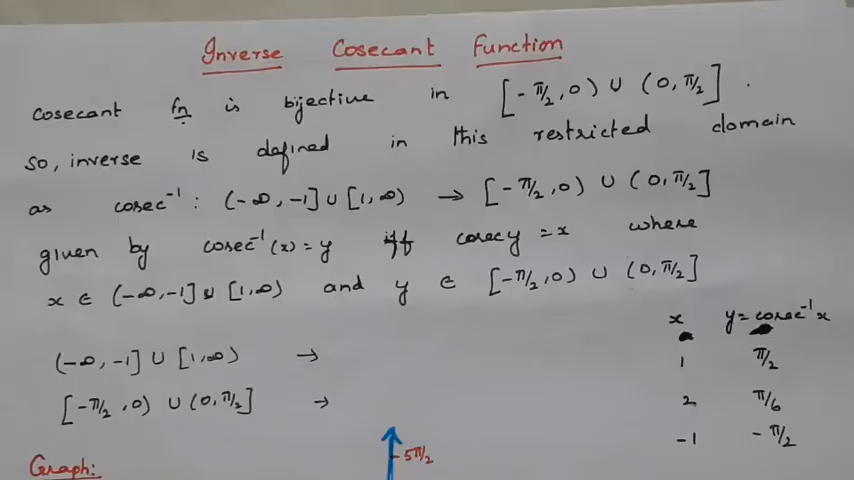 Inverse Cosecant Function
Cosecant fn is bijective in [-π/2, 0) ∪ (0, π/2].
So, inverse is defined in this restricted domain
as cosec⁻¹ : (-∞, -1] ∪ [1, ∞) → [-π/2, 0) ∪ (0, π/2]
given by cosec⁻¹(x) = y iff cosec y = x where
x ∈ (-∞, -1] ∪ [1, ∞) and y ∈ [-π/2, 0) ∪ (0, π/2]
x y = cosec⁻¹ x
(-∞, -1] ∪ [1, ∞) →
1 π/2
[-π/2, 0) ∪ (0, π/2] →
2 π/6
-1 -π/2
Graph:
5π/2